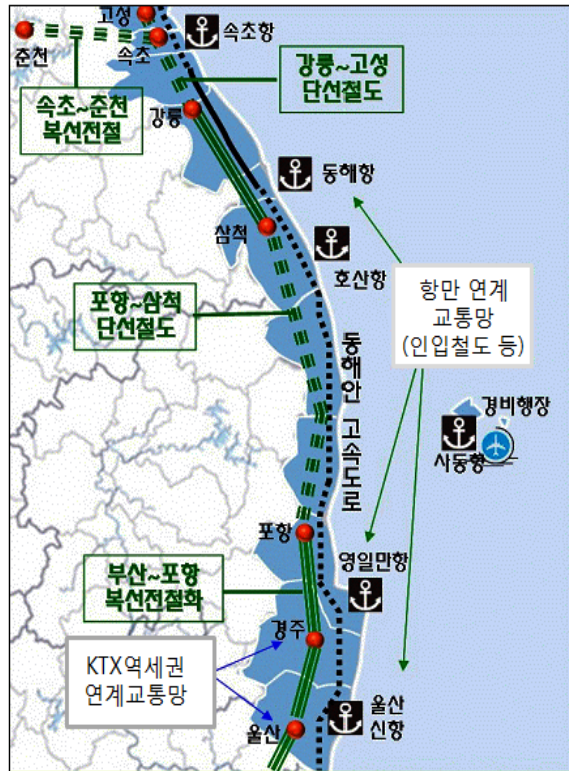 고성
춘천
속초
속초항
강릉~고성
단선철도
속초~춘천
복선전철
강릉
동해항
삼척
호산항
항만 연계
교통망
(인입철도 등)
포항~삼척
단선철도
동해안 고속도로
경비행장
사동항
포항
영일만항
부산~포항
복선전철화
경주
KTX역세권
연계교통망
울산
울산
신항